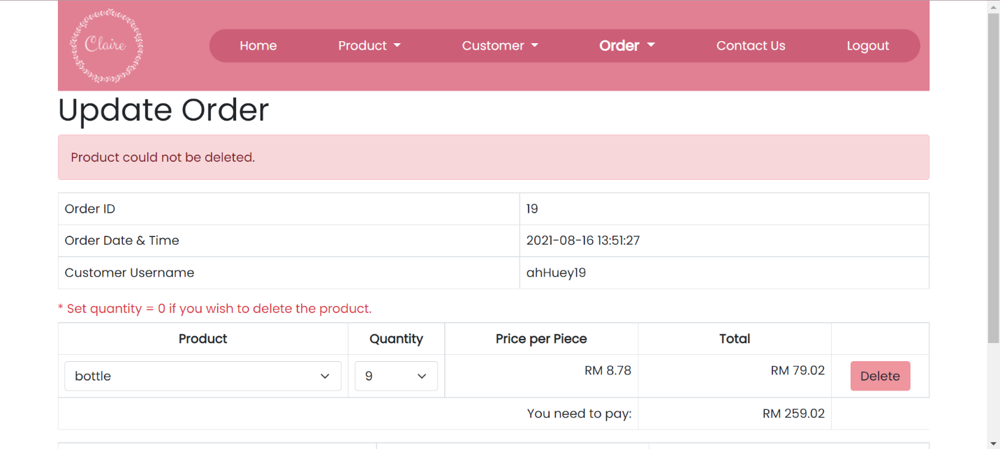 Claire
Home Product Customer Order Contact Us Logout
Update Order
Product could not be deleted.
Order ID 19
Order Date & Time 2021-08-16 13:51:27
Customer Username ahHuey19
* Set quantity = 0 if you wish to delete the product.
Product Quantity Price per Piece Total
bottle 9 RM 8.78 RM 79.02 Delete
You need to pay: RM 259.02